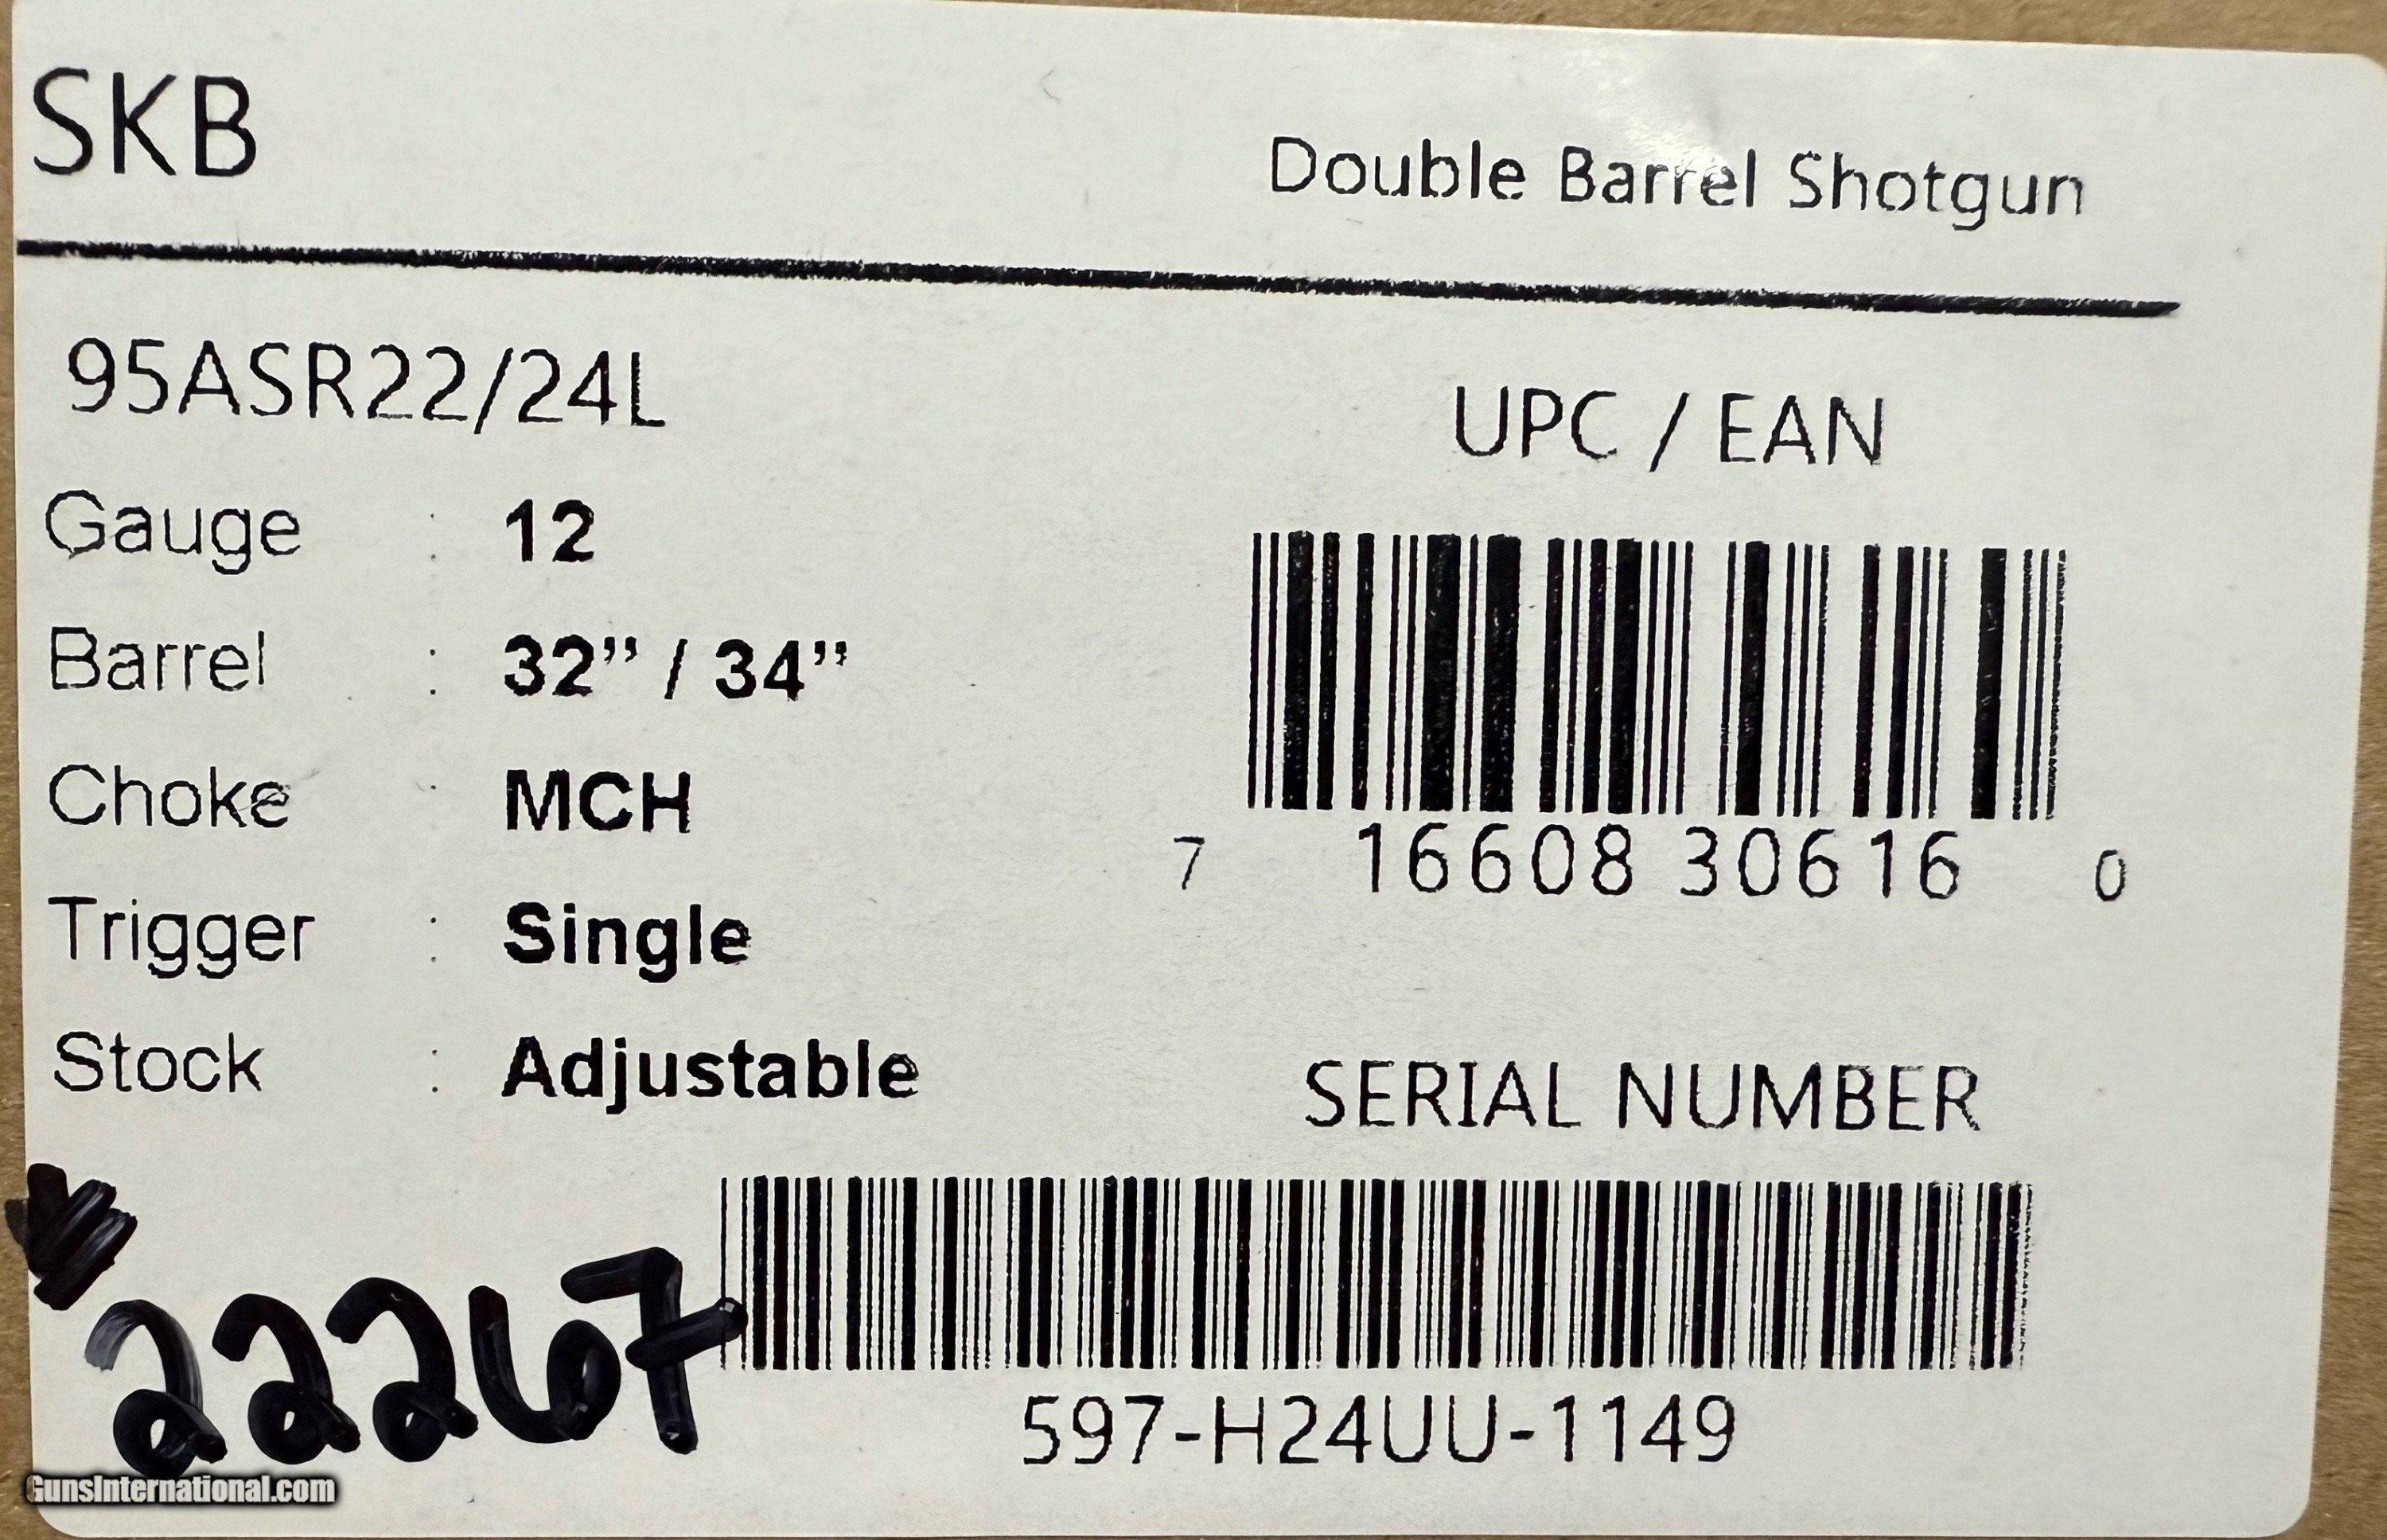 SKB
Double Barrel Shotgun
95ASR22/24L
Gauge : 12
Barrel : 32” / 34”
Choke : MCH
Trigger : Single
Stock : Adjustable
UPC / EAN
7 16608 30616 0
SERIAL NUMBER
597-H24UU-1149
22267
GunsInternational.com